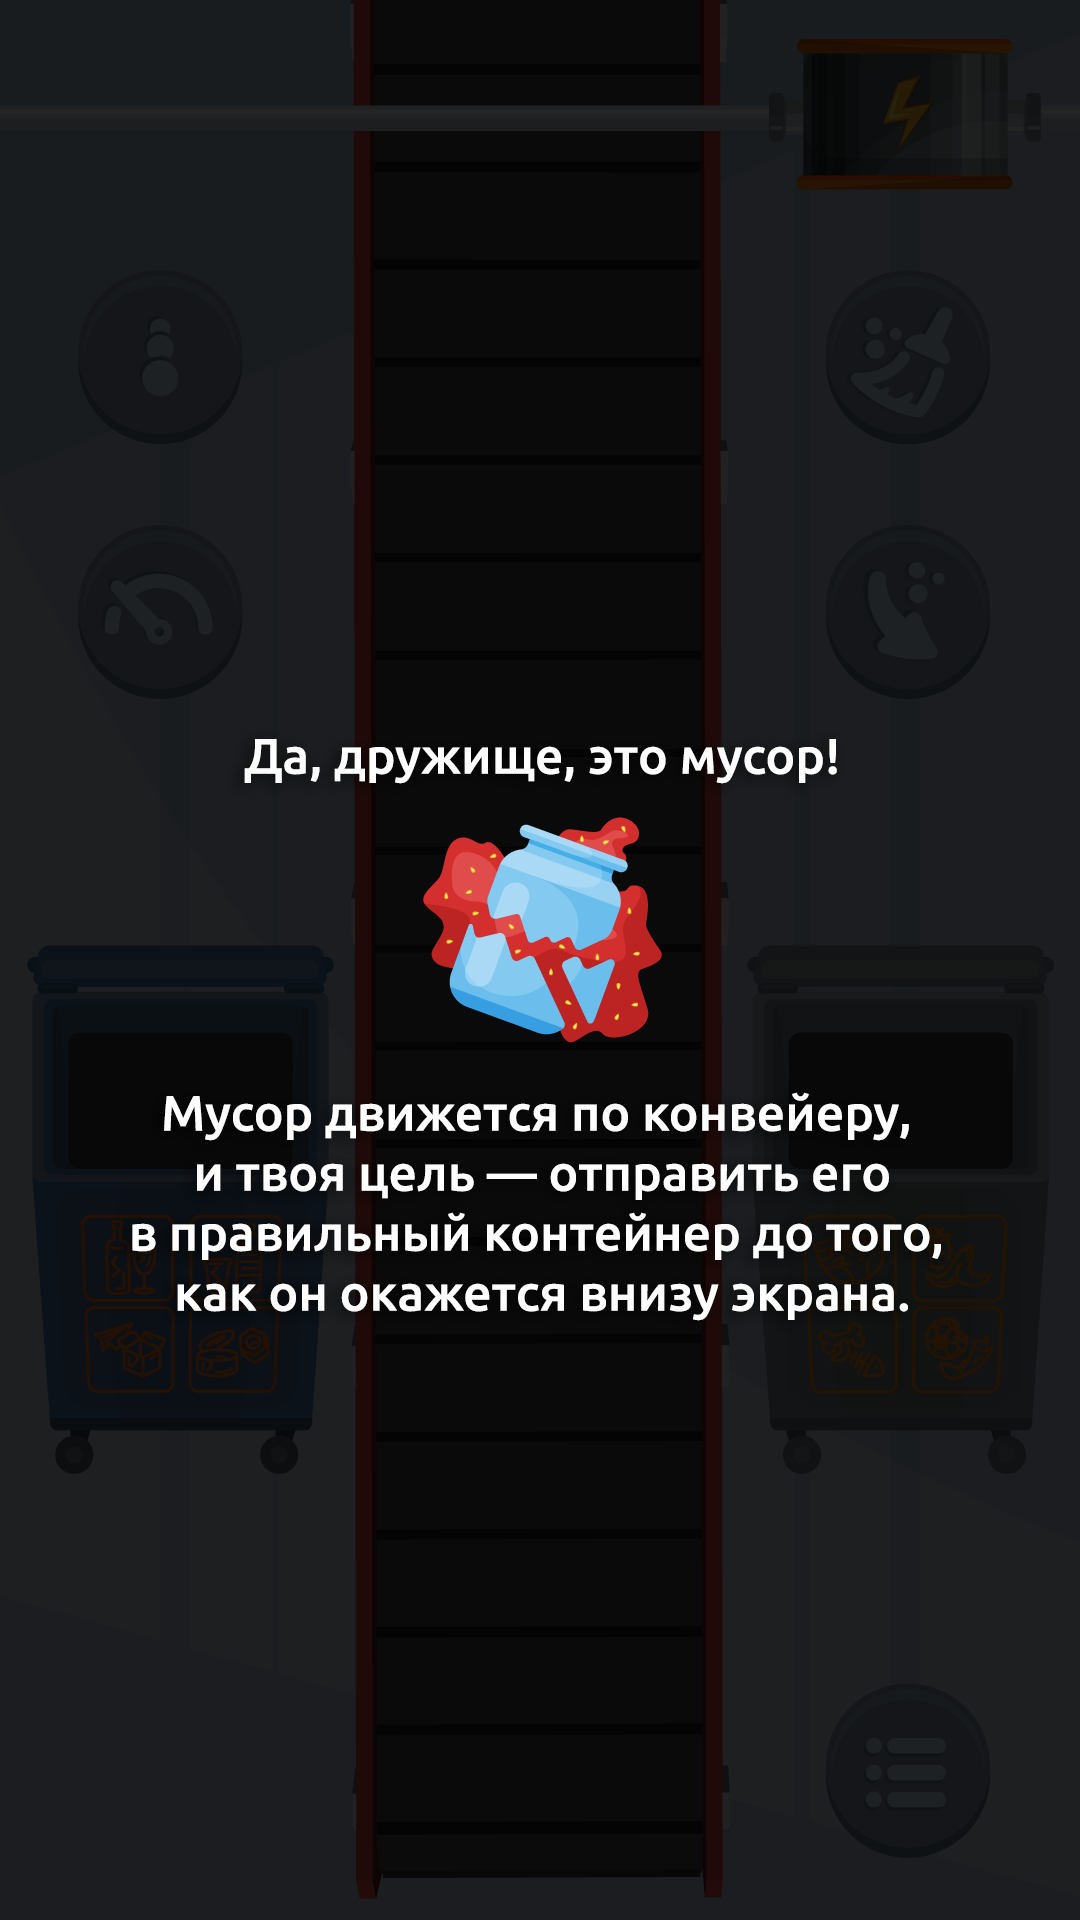 Да, дружище, это мусор!
Мусор движется по конвейеру,
и твоя цель — отправить его
в правильный контейнер до того,
как он окажется внизу экрана.